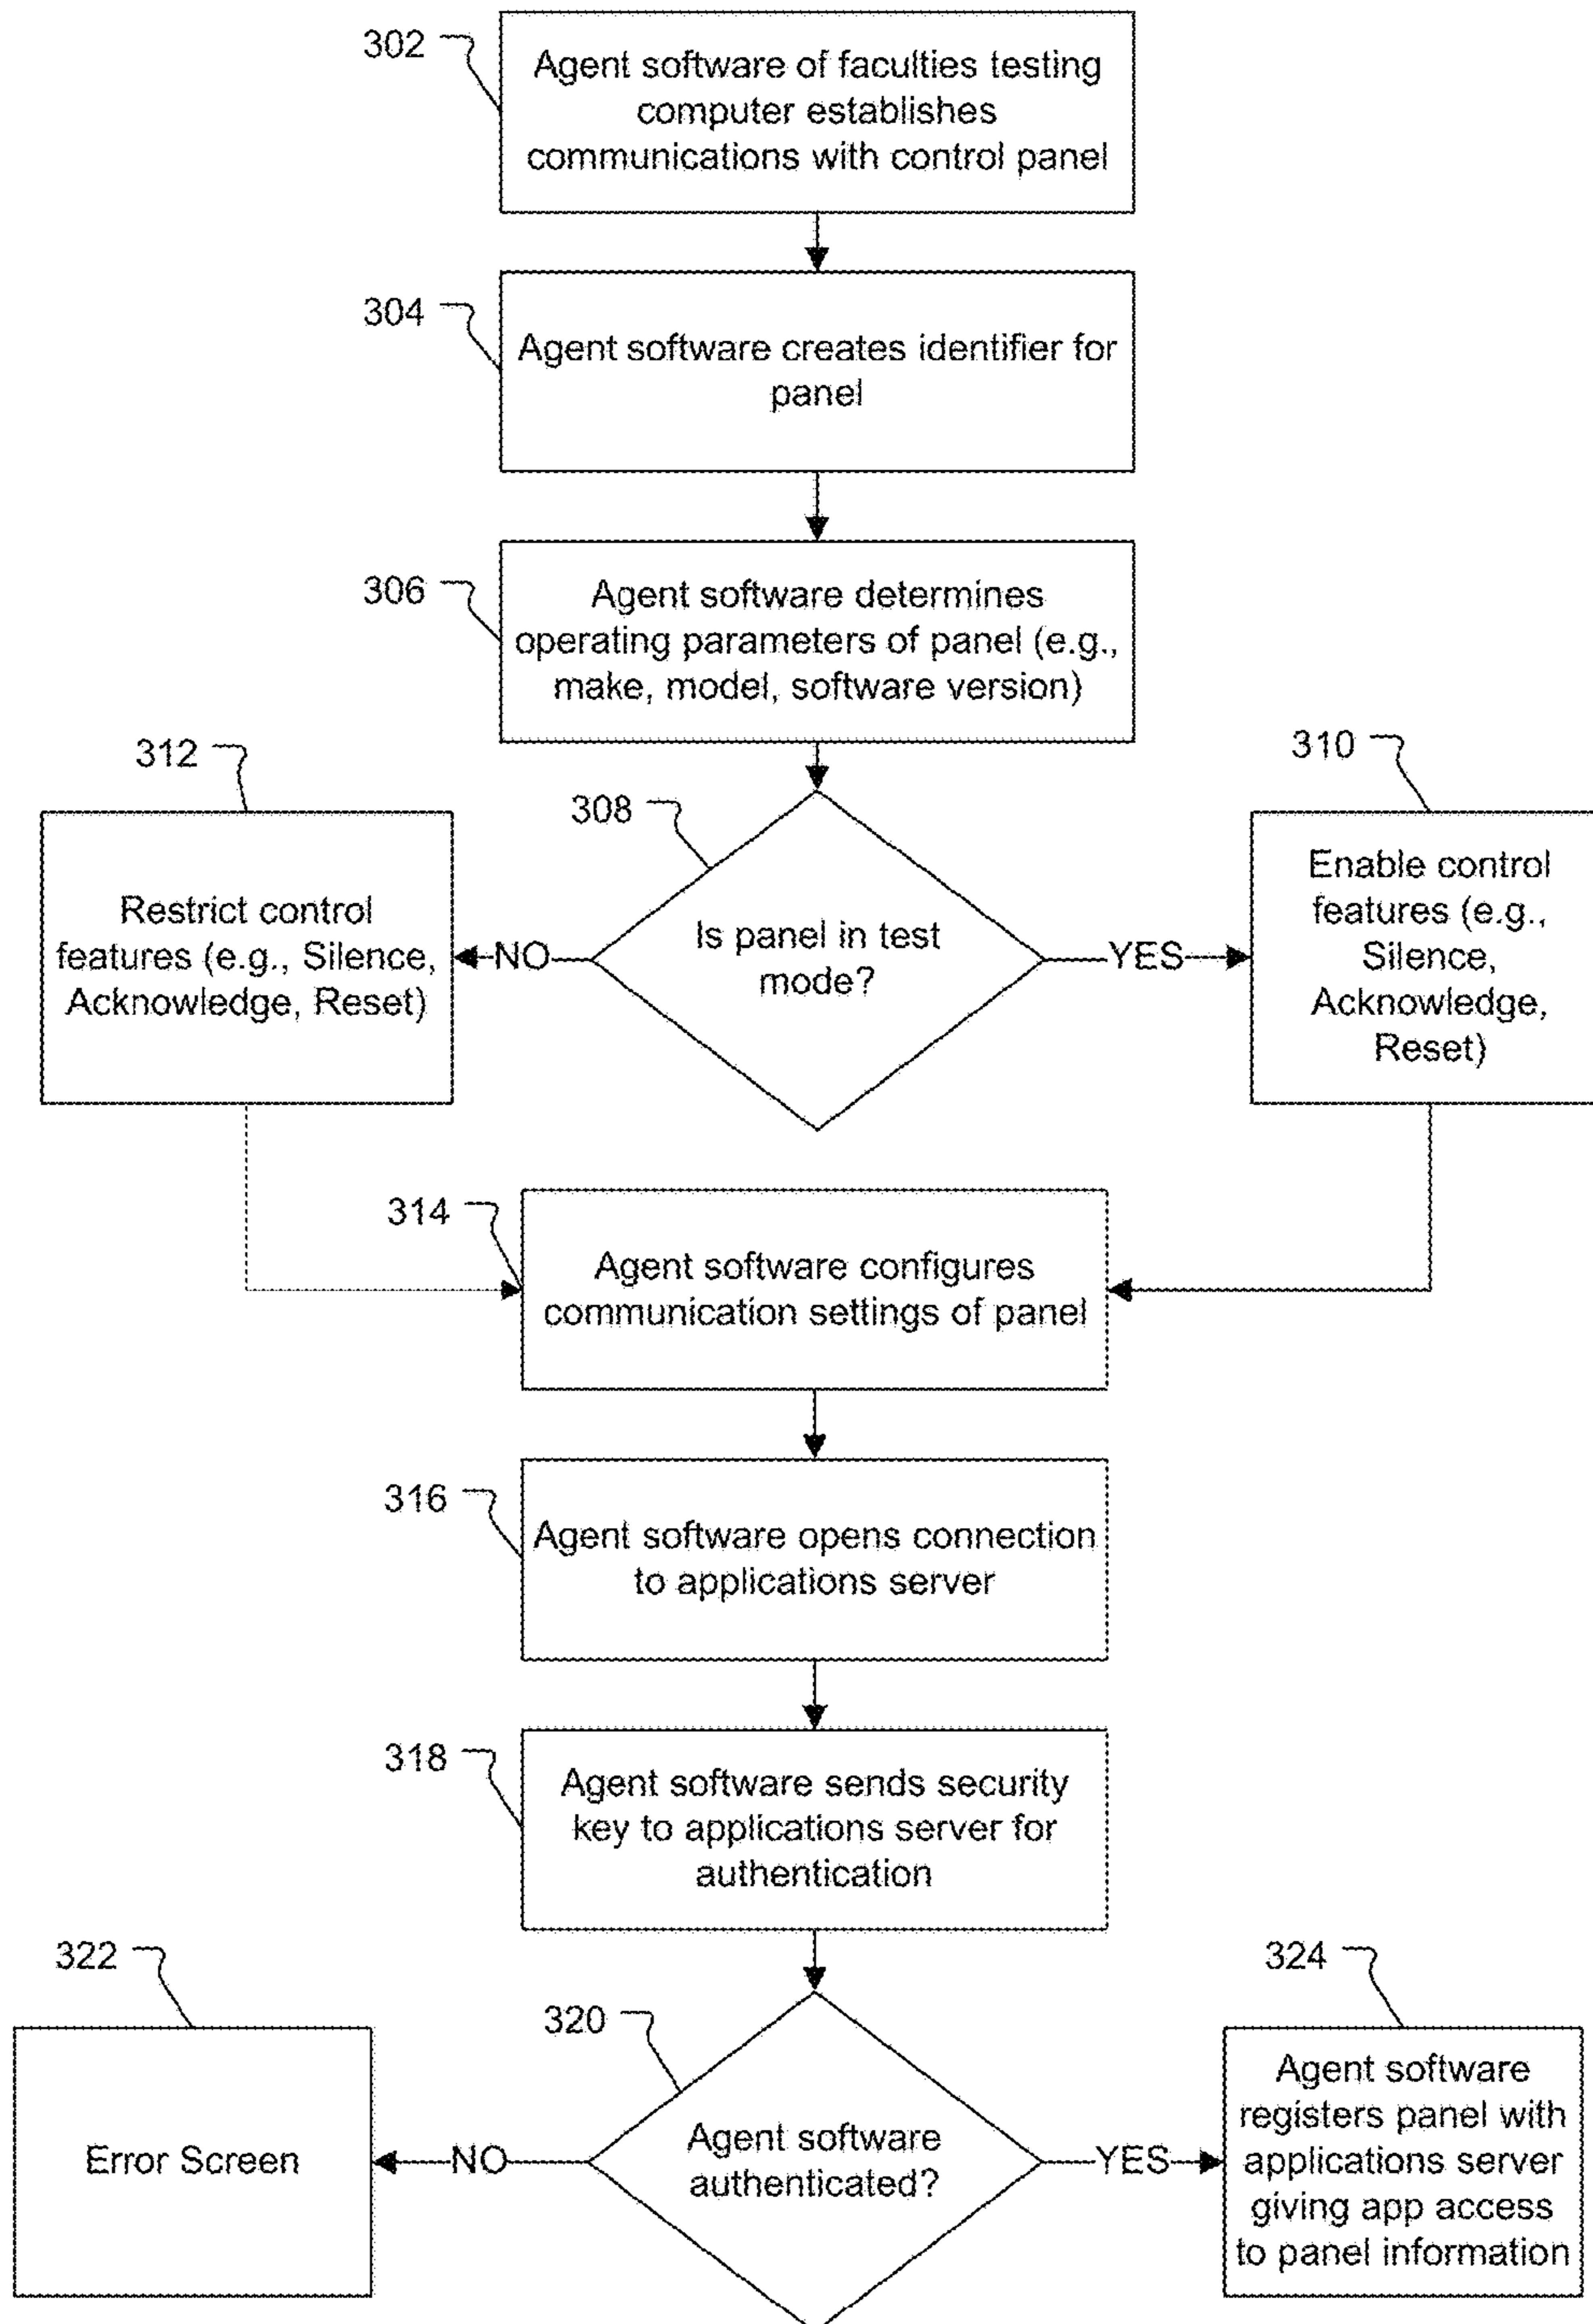 302
Agent software of faculties testing
computer establishes
communications with control panel
304
Agent software creates identifier for
panel
306
Agent software determines
operating parameters of panel (e.g.,
make, model, software version)
312
310
308
Restrict control
features (e.g., Silence,
Acknowledge, Reset)
NO
Is panel in test
mode?
YES
Enable control
features (e.g.,
Silence,
Acknowledge,
Reset)
314
Agent software configures
communication settings of panel
316
Agent software opens connection
to applications server
318
Agent software sends security
key to applications server for
authentication
322
324
320
Error Screen
NO
Agent software
authenticated?
YES
Agent software
registers panel with
applications server
giving app access
to panel information